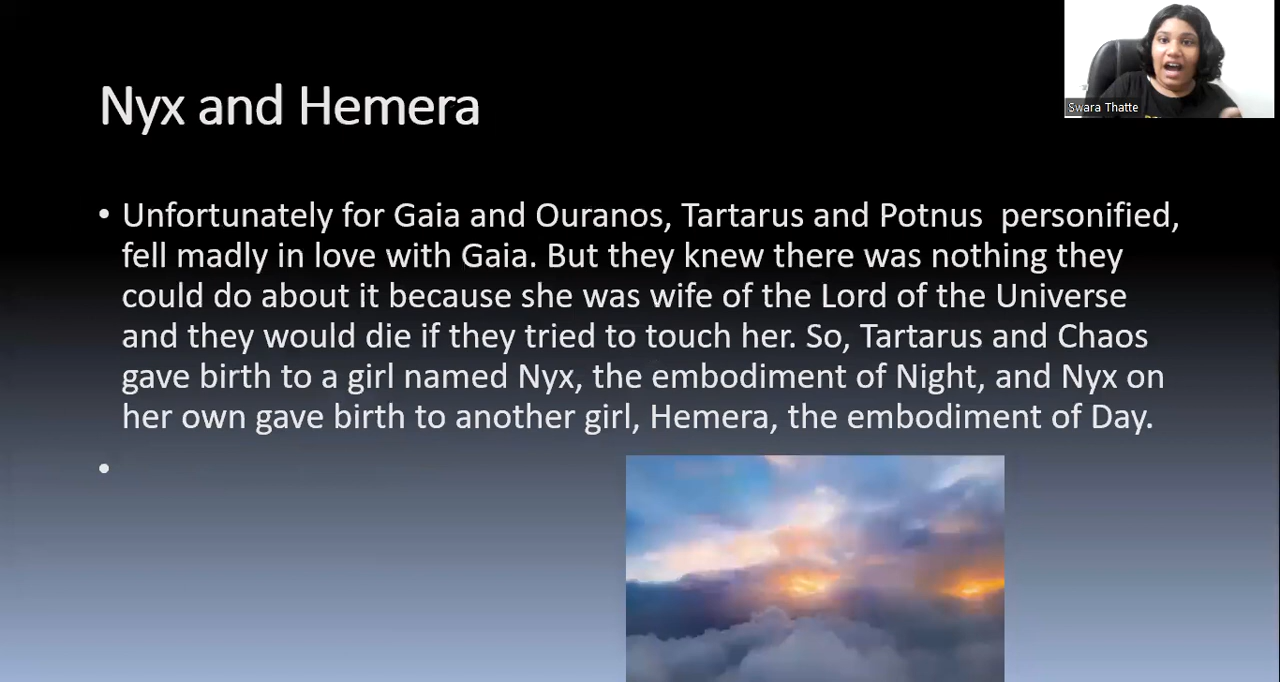 Nyx and Hemera
Swara Thatte
• Unfortunately for Gaia and Ouranos, Tartarus and Potnus  personified,
fell madly in love with Gaia. But they knew there was nothing they
could do about it because she was wife of the Lord of the Universe
and they would die if they tried to touch her. So, Tartarus and Chaos
gave birth to a girl named Nyx, the embodiment of Night, and Nyx on
her own gave birth to another girl, Hemera, the embodiment of Day.
•